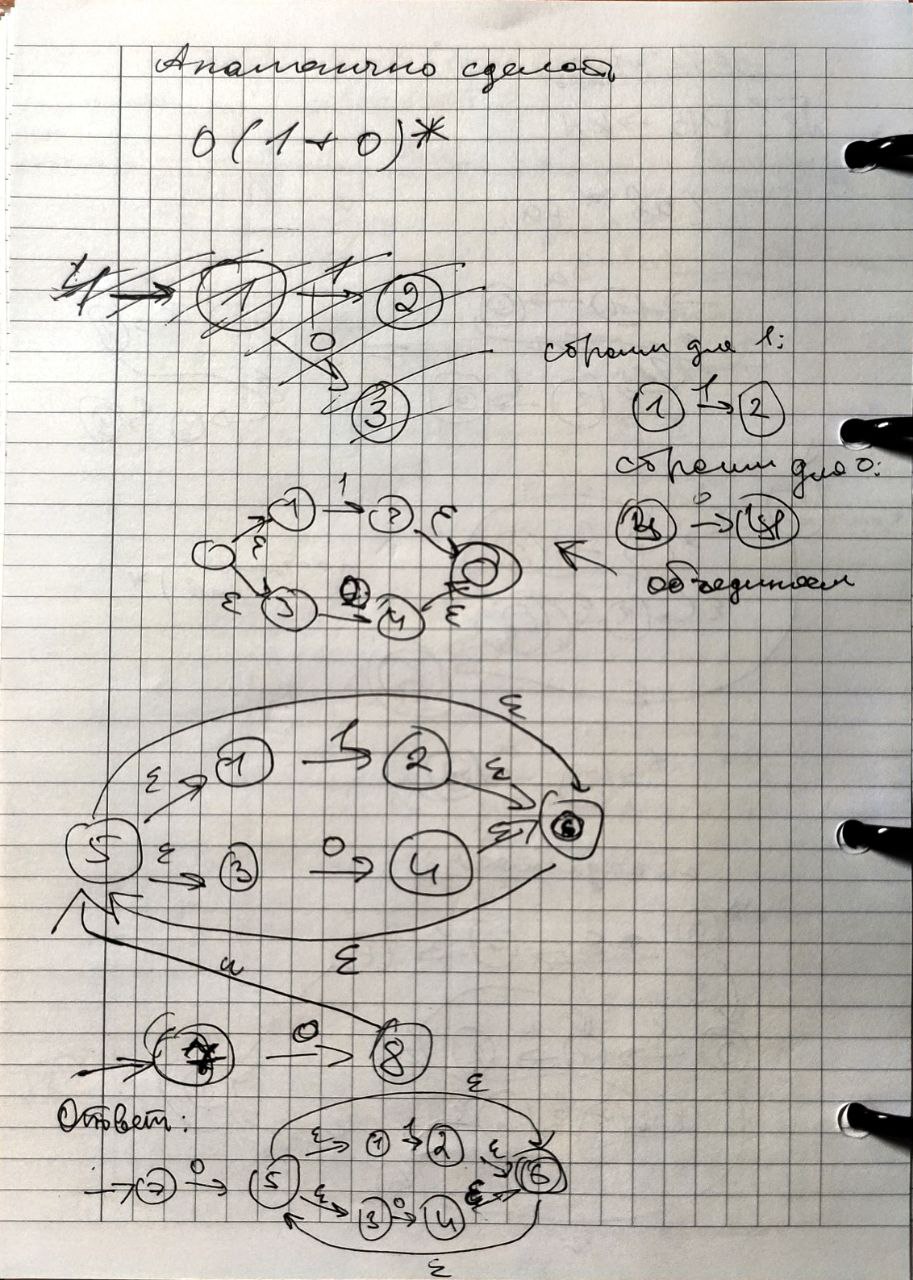 Аналогично сделать
0 (1 + 0)*
4 1 1 2
0
3
строим для 1:
1 1 2
строим для 0:
3 0 4
объединяем
1 1 2 ε
ε
ε 3 0 4 ε
ε
ε 1 1 2 ε
5 ε 3 0 4 ε 6
ε
и
7 0 8
Ответ:
ε
ε 1 1 2 ε
7 0 5 6
ε 3 0 4 ε
ε